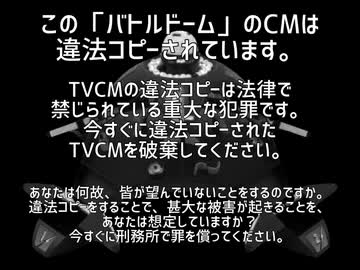 この「バトルドーム」のCMは
違法コピーされています。
TVCMの違法コピーは法律で
禁じられている重大な犯罪です。
今すぐに違法コピーされた
TVCMを破棄してください。
あなたは何故、皆が望んでいないことをするのですか。
違法コピーをすることで、甚大な被害が起きることを、
あなたは想定していますか？
今すぐに刑務所で罪を償ってください。